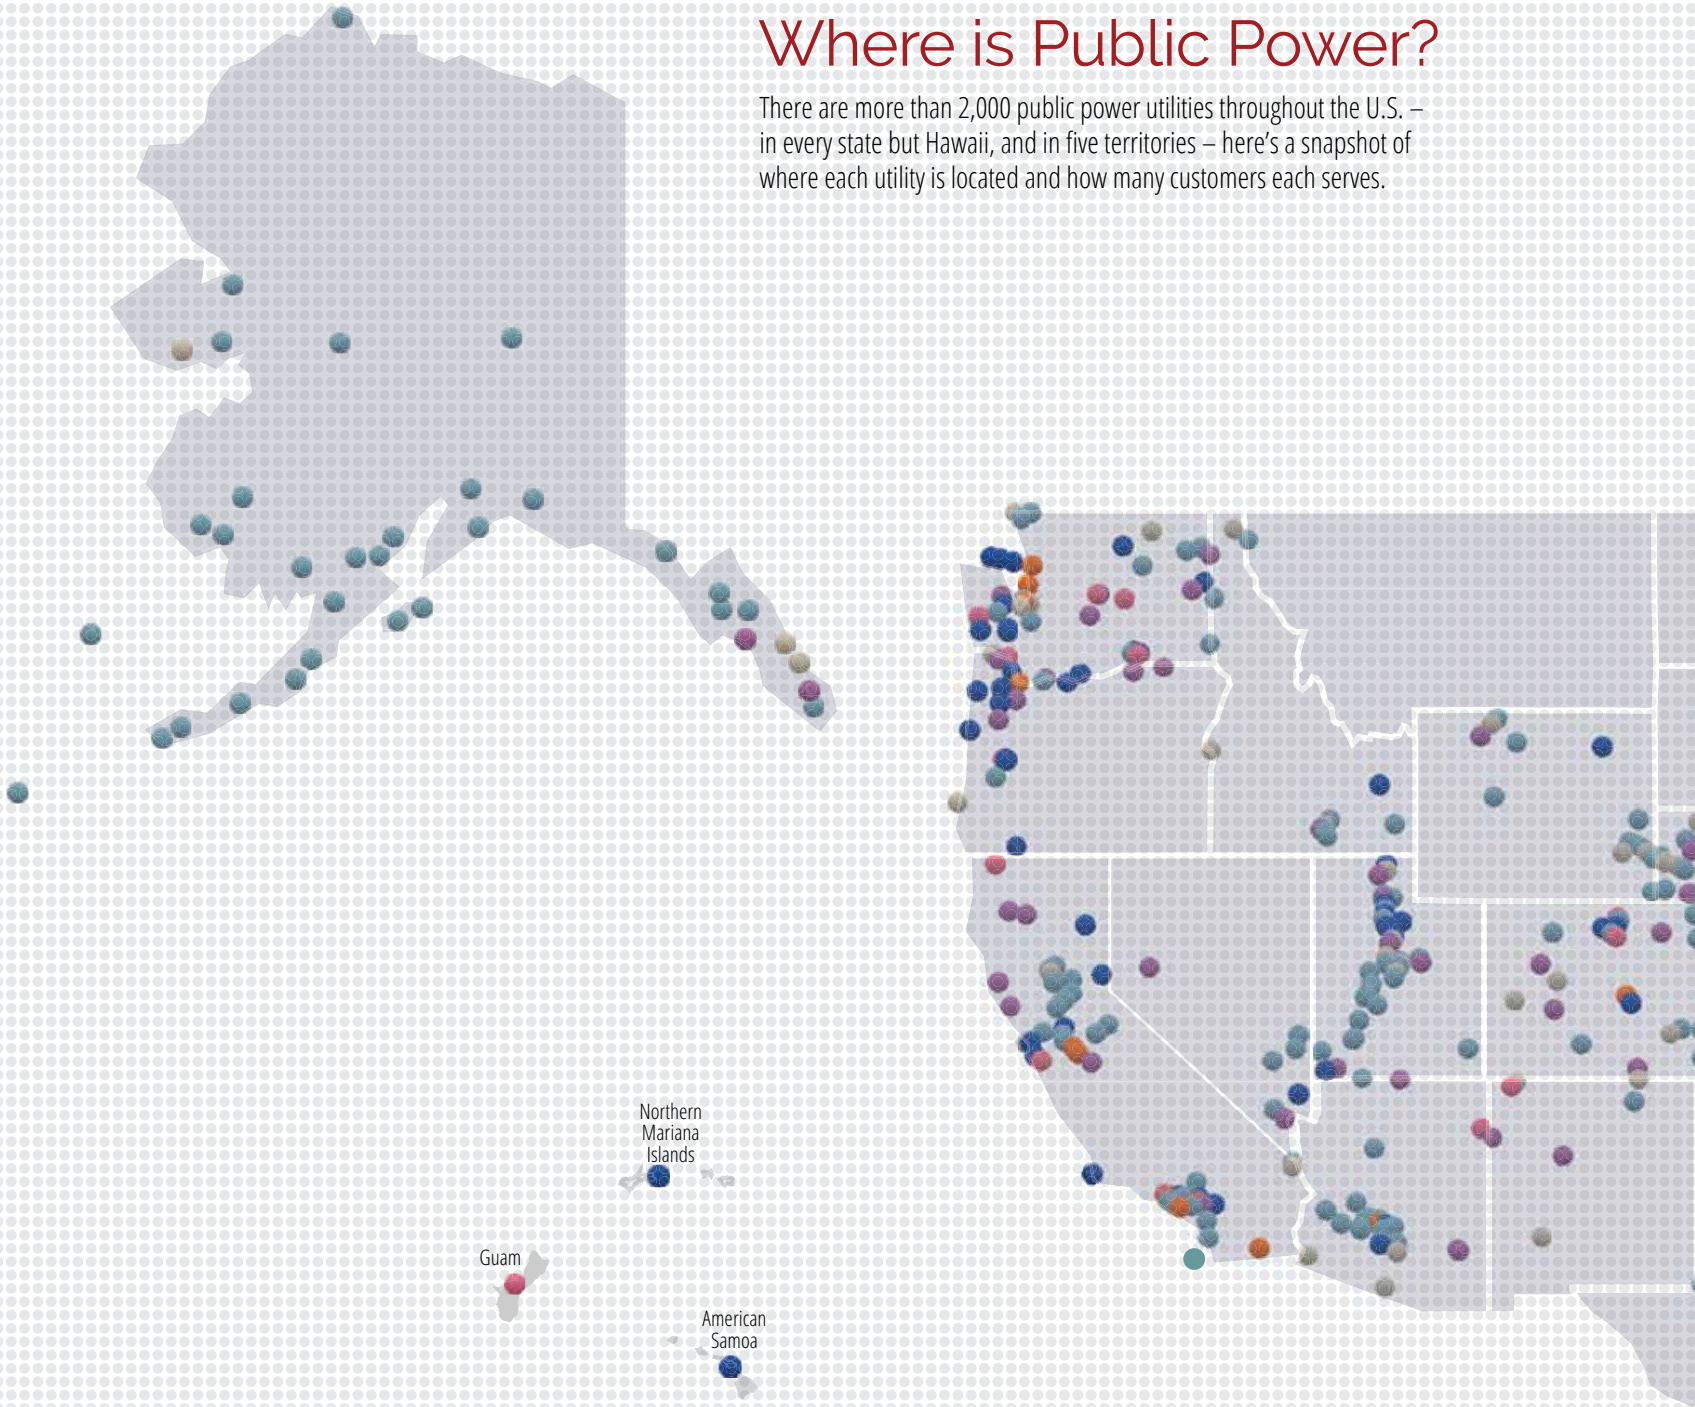 Where is Public Power?
There are more than 2,000 public power utilities throughout the U.S. –
in every state but Hawaii, and in five territories – here’s a snapshot of
where each utility is located and how many customers each serves.
Northern
Mariana
Islands
Guam
American
Samoa